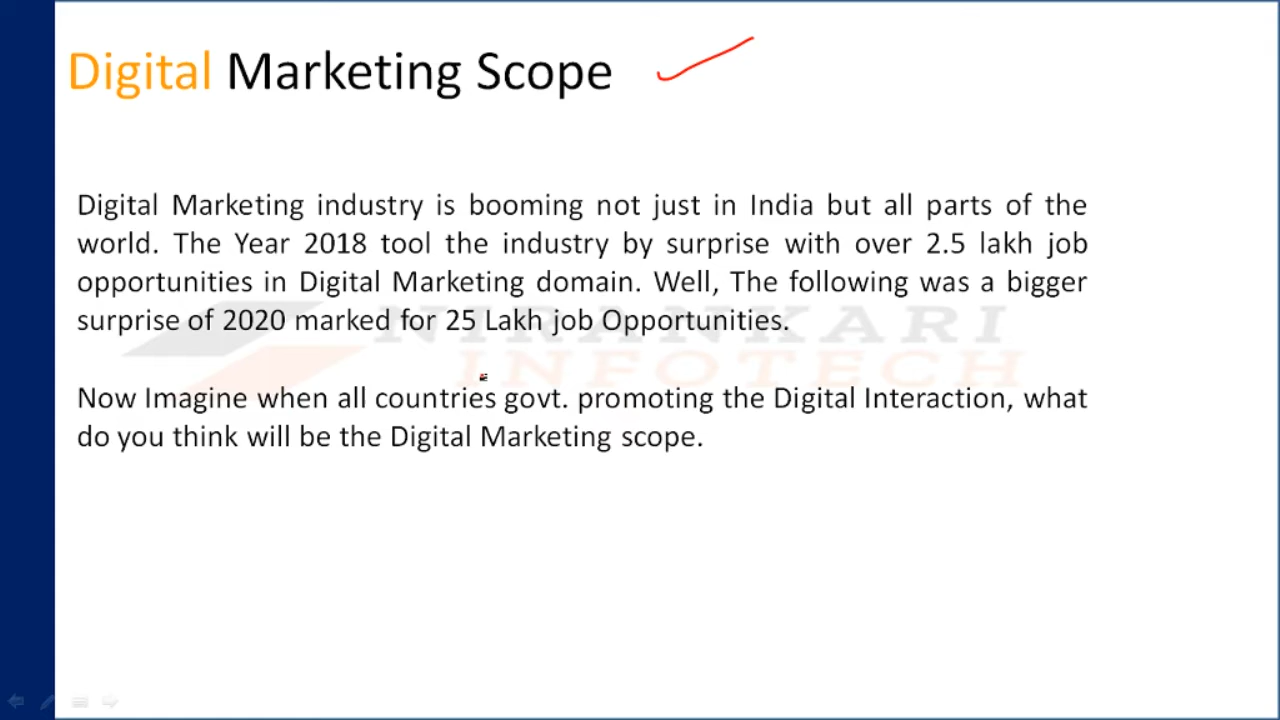 Digital Marketing Scope
Digital Marketing industry is booming not just in India but all parts of the
world. The Year 2018 tool the industry by surprise with over 2.5 lakh job
opportunities in Digital Marketing domain. Well, The following was a bigger
surprise of 2020 marked for 25 Lakh job Opportunities.
NIRANKARI
INFOTECH
Now Imagine when all countries govt. promoting the Digital Interaction, what
do you think will be the Digital Marketing scope.